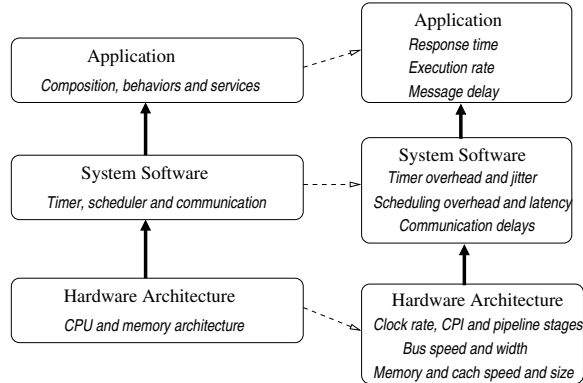 Application
Composition, behaviors and services
System Software
Timer, scheduler and communication
Hardware Architecture
CPU and memory architecture
Application
Response time
Execution rate
Message delay
System Software
Timer overhead and jitter
Scheduling overhead and latency
Communication delays
Hardware Architecture
Clock rate, CPI and pipeline stages
Bus speed and width
Memory and cach speed and size